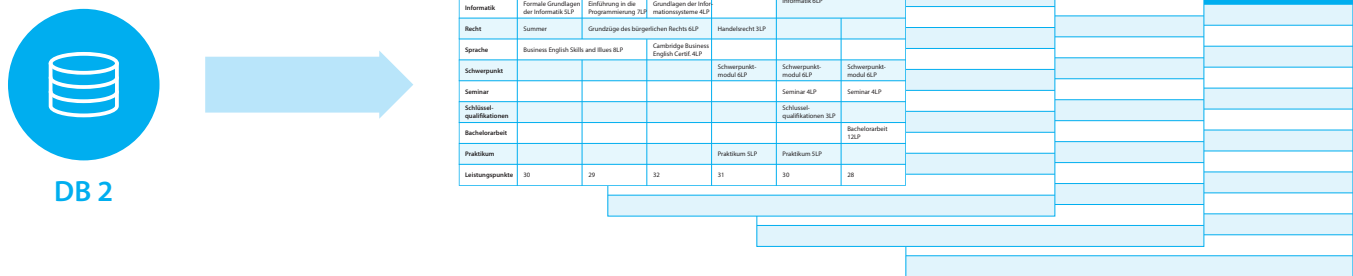 Informatik 6LP
Informatik Formale Grundlagen Einführung in die Grundlagen der Infor-
der Informatik 5LP Programmierung 7LP mationssysteme 4LP
Recht Summer Grundzüge des bürgerlichen Rechts 6LP Handelsrecht 3LP
Sprache Business English Skills and Illues 8LP Cambridge Business
English Certif. 4LP
Schwerpunkt Schwerpunkt- Schwerpunkt- Schwerpunkt-
modul 6LP modul 6LP modul 6LP
Seminar Seminar 4LP Seminar 4LP
Schlüssel- Schlussel-
qualifikationen qualifikationen 3LP
Bachelorarbeit Bachelorarbeit
12LP
Praktikum Praktikum 5LP Praktikum 5LP
Leistungspunkte 30 29 32 31 30 28
DB 2